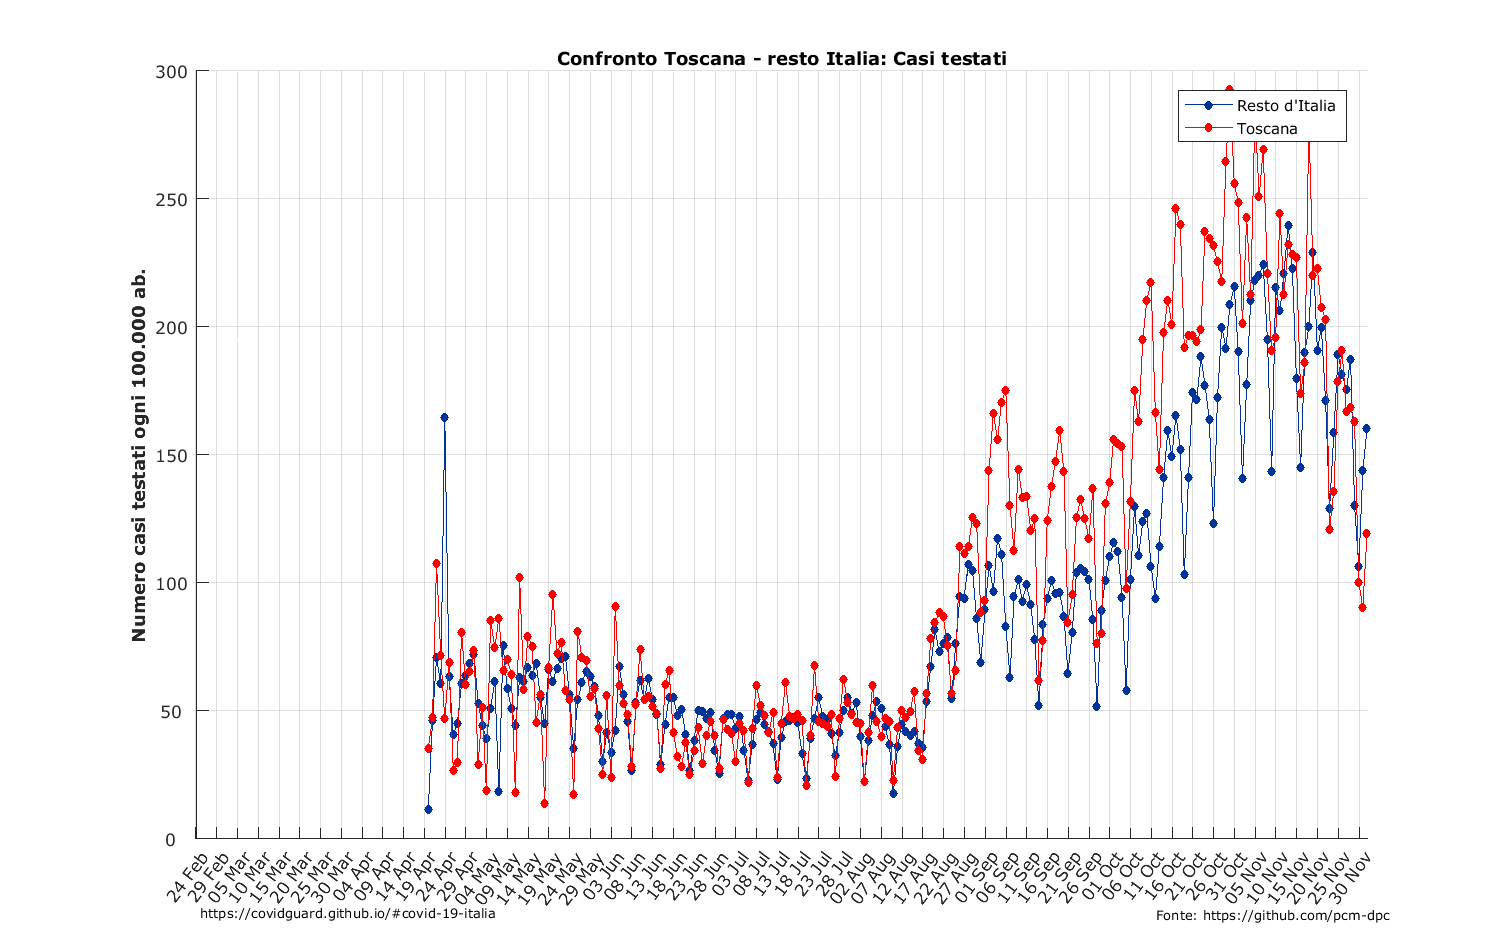 Confronto Toscana - resto Italia: Casi testati
Numero casi testati ogni 100.000 ab.
300
250
200
150
100
50
0
Resto d'Italia
Toscana
24 Feb
29 Feb
05 Mar
10 Mar
15 Mar
20 Mar
25 Mar
30 Mar
04 Apr
09 Apr
14 Apr
19 Apr
24 Apr
29 Apr
04 May
09 May
14 May
19 May
24 May
29 May
03 Jun
08 Jun
13 Jun
18 Jun
23 Jun
28 Jun
03 Jul
08 Jul
13 Jul
18 Jul
23 Jul
28 Jul
02 Aug
07 Aug
12 Aug
17 Aug
22 Aug
27 Aug
01 Sep
06 Sep
11 Sep
16 Sep
21 Sep
26 Sep
01 Oct
06 Oct
11 Oct
16 Oct
21 Oct
26 Oct
31 Oct
05 Nov
10 Nov
15 Nov
20 Nov
25 Nov
30 Nov
https://covidguard.github.io/#covid-19-italia
Fonte: https://github.com/pcm-dpc